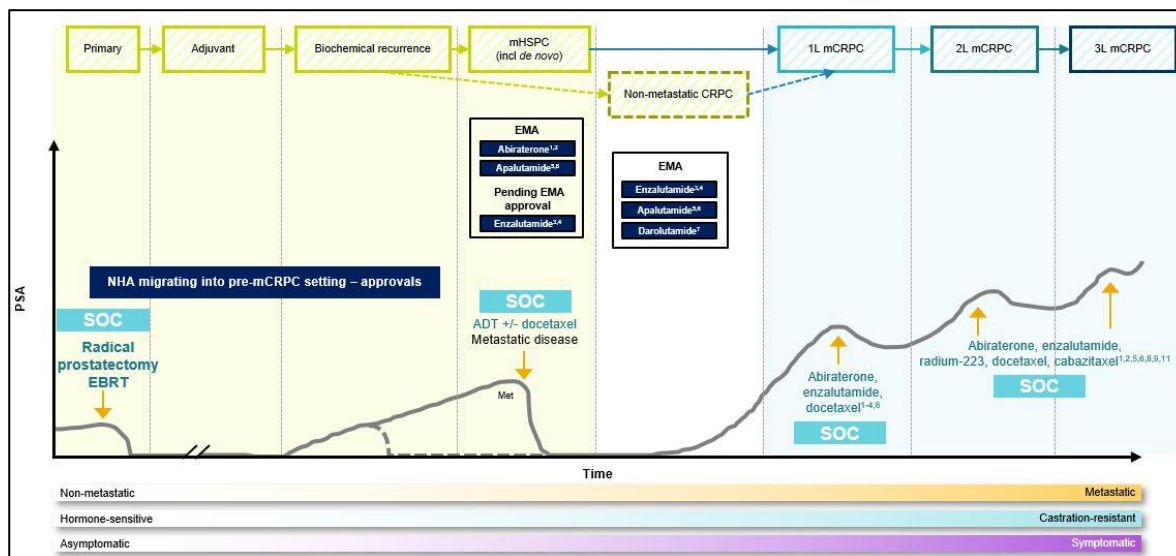 Primary
Adjuvant
Biochemical recurrence
mHSPC
(incl de novo)
1L mCRPC
2L mCRPC
3L mCRPC
Non-metastatic CRPC
EMA
Abiraterone1,2
Apalutamide5,6
Pending EMA
approval
Enzalutamide3,4
EMA
Enzalutamide3,4
Apalutamide5,6
Darolutamide7
NHA migrating into pre-mCRPC setting – approvals
PSA
SOC
Radical
prostatectomy
EBRT
SOC
ADT +/- docetaxel
Metastatic disease
Met
Abiraterone,
enzalutamide,
docetaxel1-4,8
SOC
Abiraterone, enzalutamide,
radium-223, docetaxel, cabazitaxel1,2,5,6,8,9,11
SOC
Time
Non-metastatic
Metastatic
Hormone-sensitive
Castration-resistant
Asymptomatic
Symptomatic